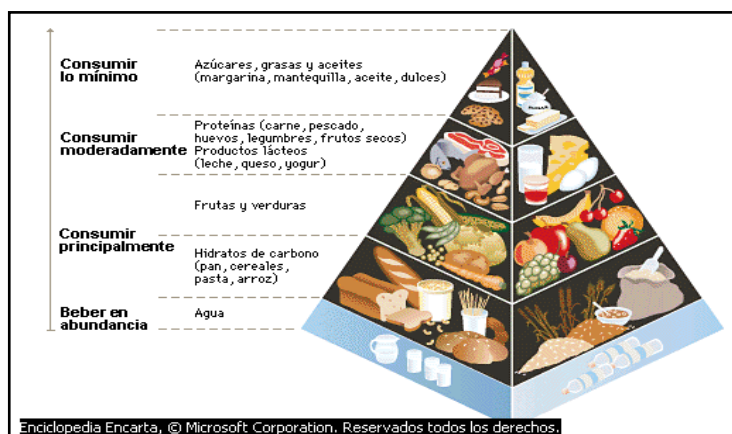 Consumir
lo mínimo
Azúcares, grasas y aceites
(margarina, mantequilla, aceite, dulces)
Consumir
moderadamente
Proteínas (carne, pescado,
huevos, legumbres, frutos secos)
Productos lácteos
(leche, queso, yogur)
Consumir
principalmente
Frutas y verduras
Hidratos de carbono
(pan, cereales,
pasta, arroz)
Beber en
abundancia
Agua
Enciclopedia Encarta, © Microsoft Corporation. Reservados todos los derechos.